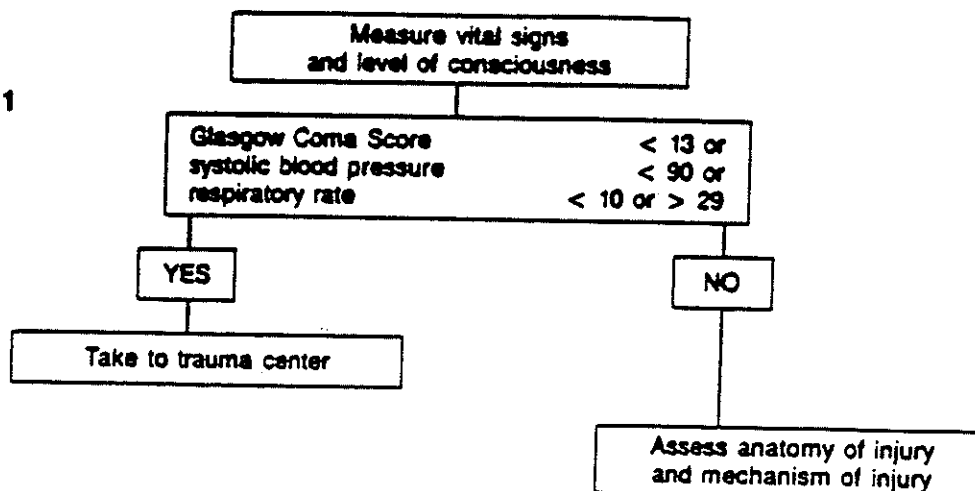 Measure vital signs
and level of consciousness
1
Glasgow Coma Score < 13 or
systolic blood pressure < 90 or
respiratory rate < 10 or > 29
YES
NO
Take to trauma center
Assess anatomy of injury
and mechanism of injury